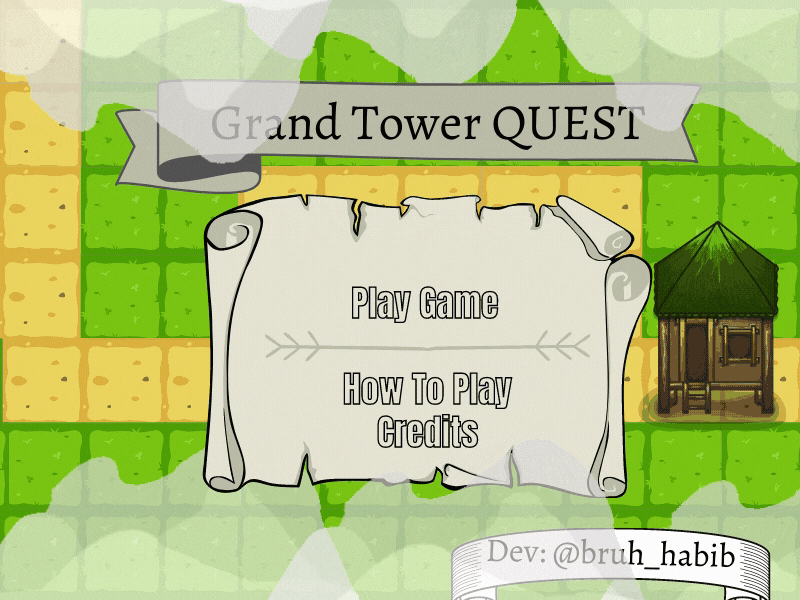 Grand Tower QUEST
Play Game
How To Play
Credits
Dev: @bruh_habib